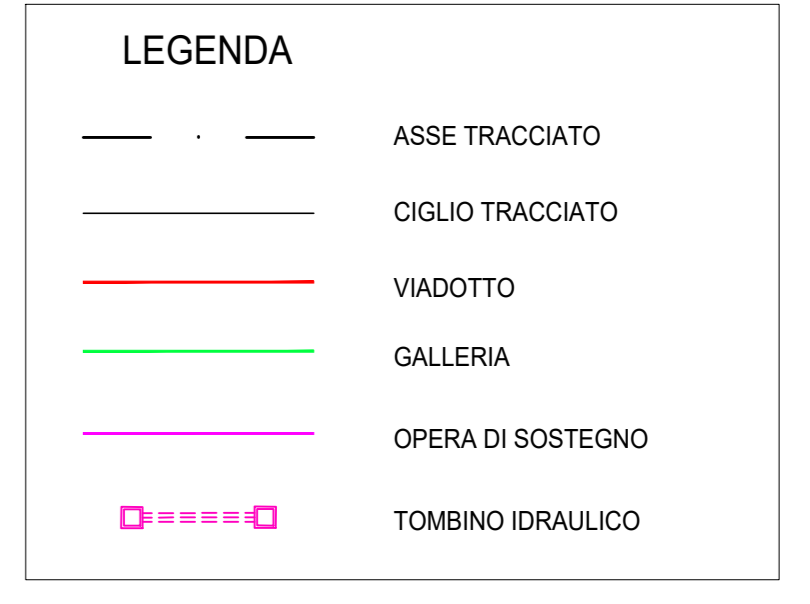 LEGENDA
ASSE TRACCIATO
CIGLIO TRACCIATO
VIADOTTO
GALLERIA
OPERA DI SOSTEGNO
TOMBINO IDRAULICO